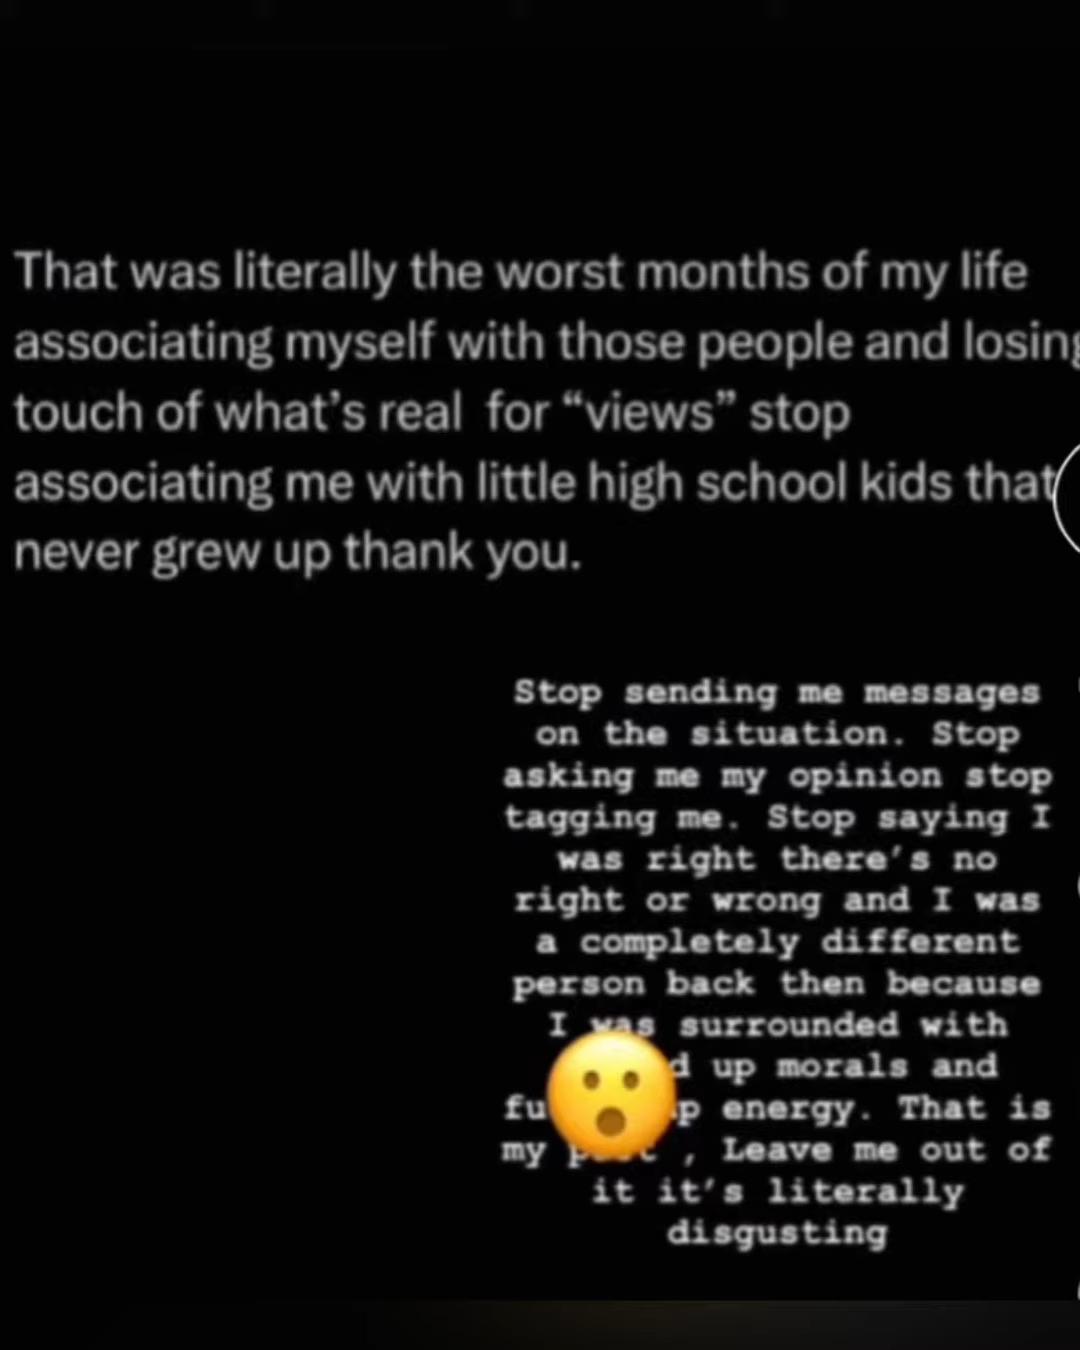 That was literally the worst months of my life
associating myself with those people and losing
touch of what's real for “views” stop
associating me with little high school kids that
never grew up thank you.
Stop sending me messages
on the situation. Stop
asking me my opinion stop
tagging me. Stop saying I
was right there's no
right or wrong and I was
a completely different
person back then because
I was surrounded with
up morals and
energy. That is
my , Leave me out of
it it's literally
disgusting